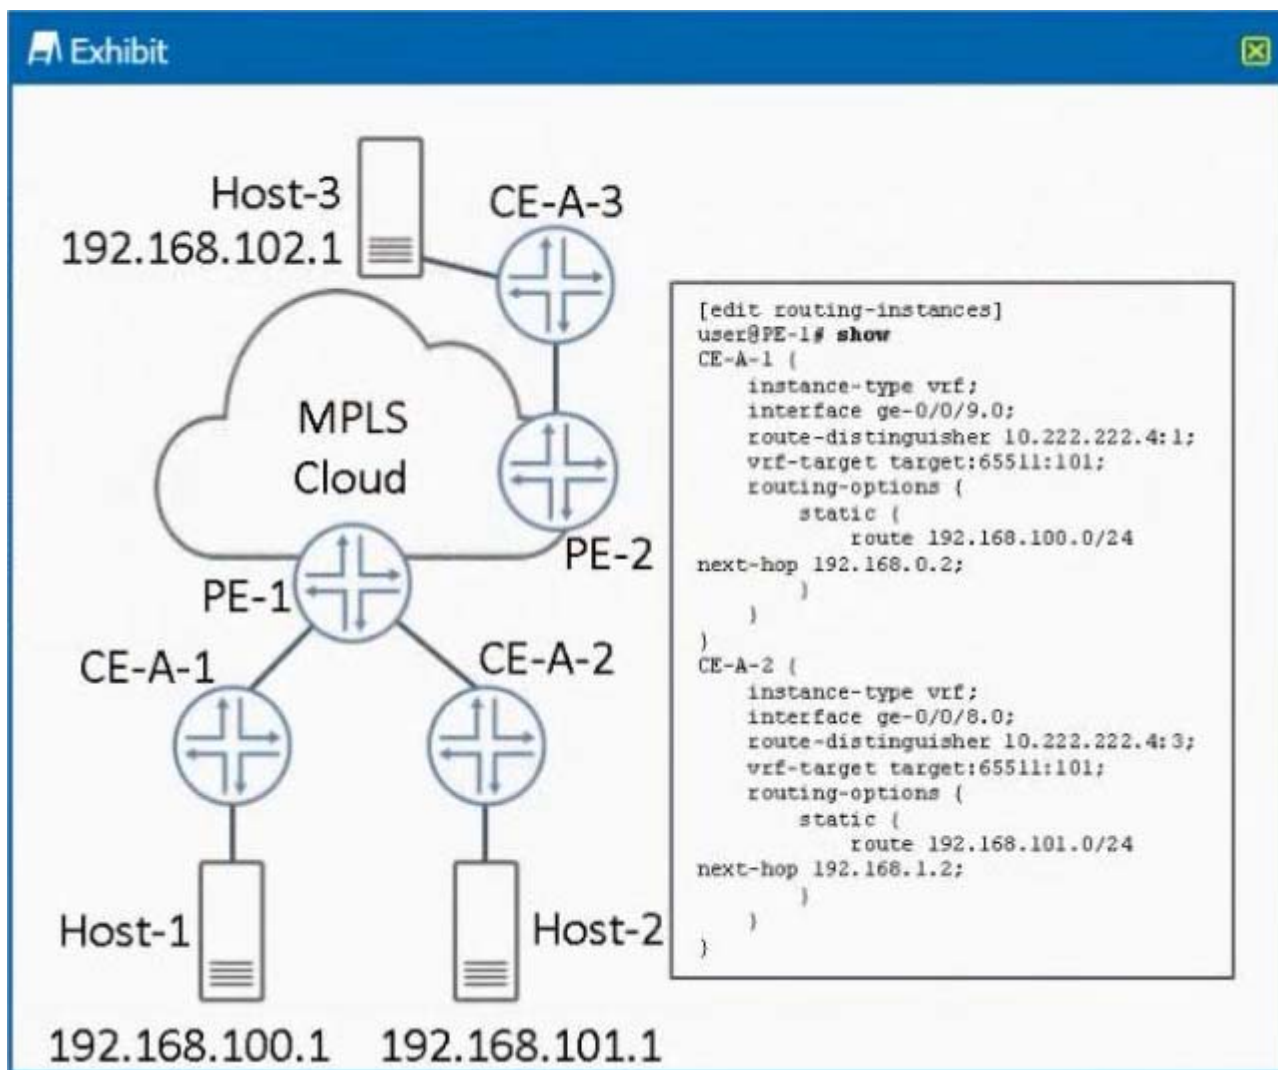 Exhibit
Host-3
192.168.102.1
CE-A-3
MPLS
Cloud
PE-2
PE-1
CE-A-1
CE-A-2
Host-1
Host-2
192.168.100.1
192.168.101.1
[edit routing-instances]
user@PE-1# show
CE-A-1 {
instance-type vrf;
interface ge-0/0/9.0;
route-distinguisher 10.222.222.4:1;
vrf-target target:65511:101;
routing-options {
static {
route 192.168.100.0/24
next-hop 192.168.0.2;
}
}
}
CE-A-2 {
instance-type vrf;
interface ge-0/0/8.0;
route-distinguisher 10.222.222.4:3;
vrf-target target:65511:101;
routing-options {
static {
route 192.168.101.0/24
next-hop 192.168.1.2;
}
}
}